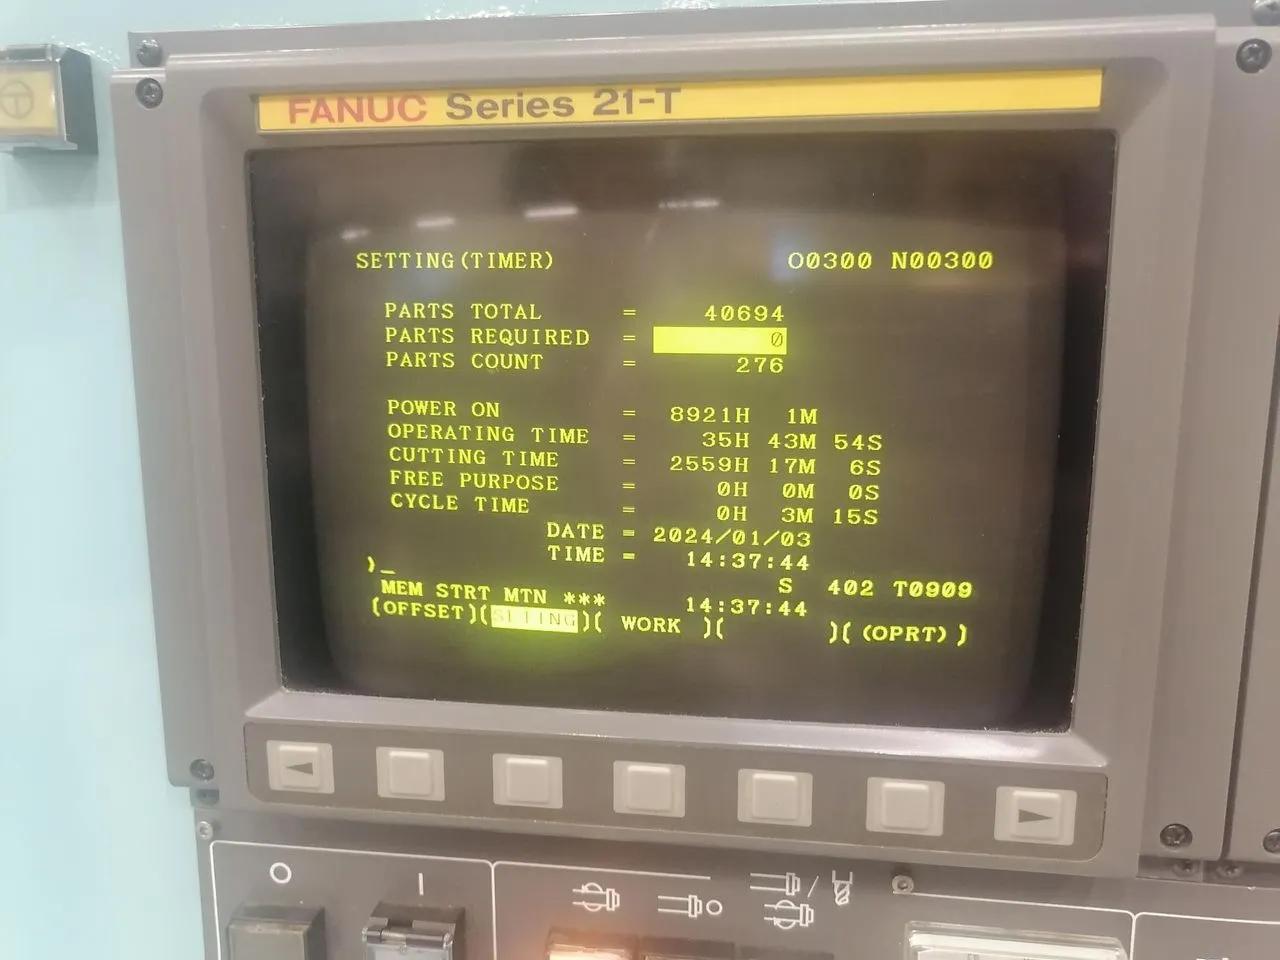 FANUC Series 21-T
SETTING(TIMER) O0300 N00300
PARTS TOTAL = 40694
PARTS REQUIRED = 0
PARTS COUNT = 276
POWER ON = 8921H 1M
OPERATING TIME = 35H 43M 54S
CUTTING TIME = 2559H 17M 6S
FREE PURPOSE = 0H 0M 0S
CYCLE TIME = 0H 3M 15S
DATE = 2024/01/03
TIME = 14:37:44
)_
S 402 T0909
MEM STRT MTN *** 14:37:44
(OFFSET)(SETTING)( WORK )( )( (OPRT) )
O I